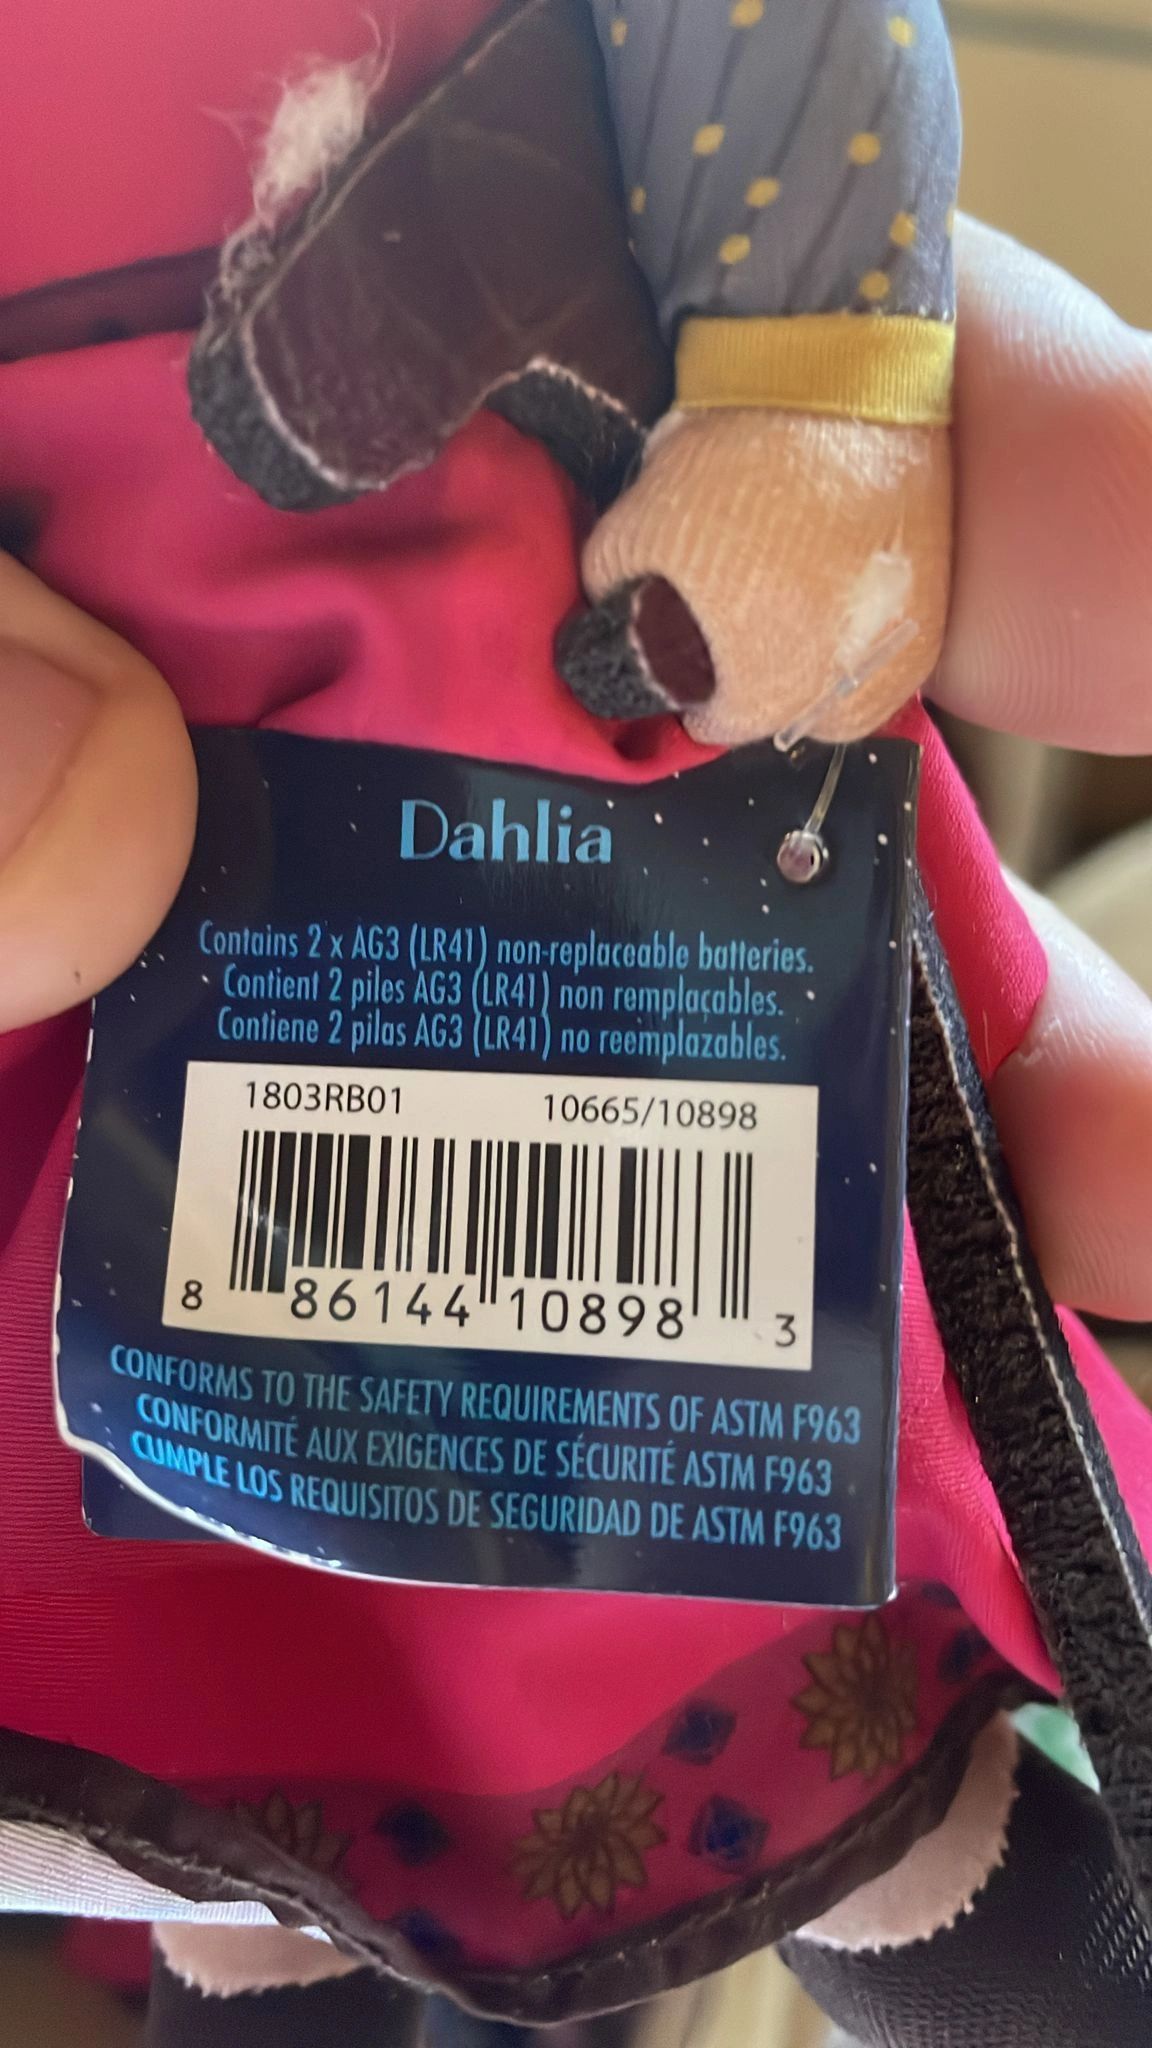 Dahlia
Contains 2 x AG3 (LR41) non-replaceable batteries.
Contient 2 piles AG3 (LR41) non remplaçables.
Contiene 2 pilas AG3 (LR41) no reemplazables.
1803RB01 10665/10898
8 86144 10898 3
CONFORMS TO THE SAFETY REQUIREMENTS OF ASTM F963
CONFORMITÉ AUX EXIGENCES DE SÉCURITÉ ASTM F963
CUMPLE LOS REQUISITOS DE SEGURIDAD DE ASTM F963